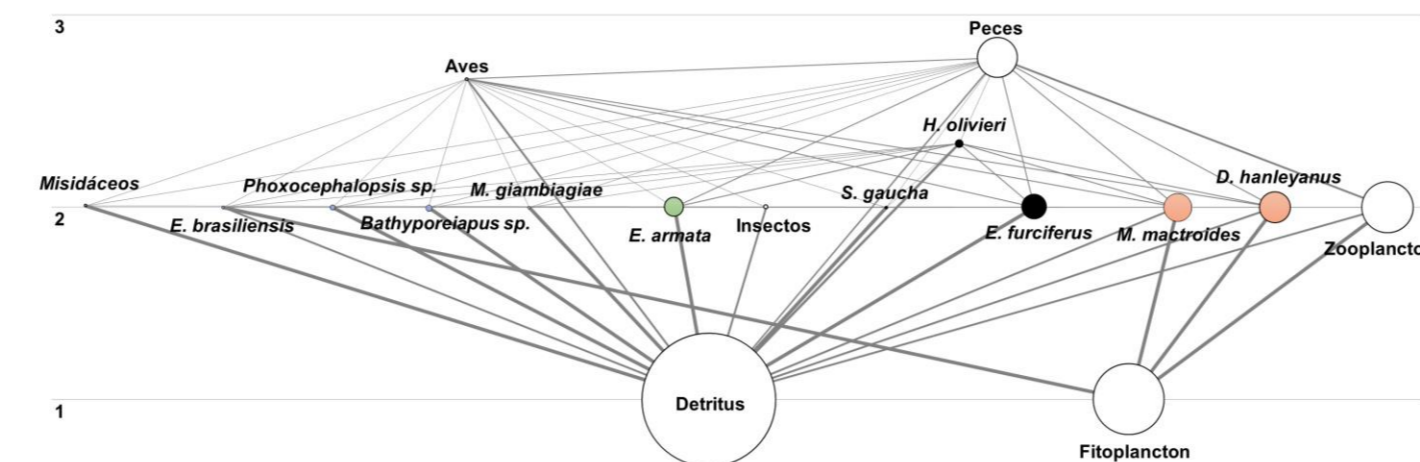 3
Peces
Aves
H. olivieri
Misidáceos
Phoxocephalopsis sp.
M. giambiagiae
S. gaucha
D. hanleyanus
2
E. brasiliensis
Bathyporeiapus sp.
E. armata
Insectos
E. furciferus
M. mactroides
Zooplancto
Detritus
1
Fitoplancton